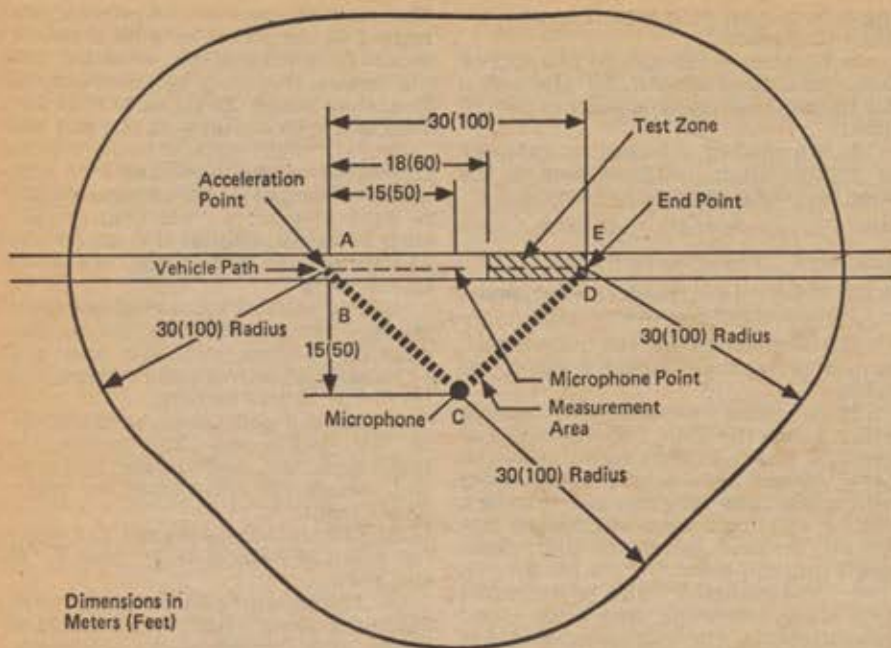 30(100)
Test Zone
18(60)
Acceleration
Point
15(50)
End Point
A
E
Vehicle Path
B
D
30(100) Radius
30(100) Radius
15(50)
Microphone Point
Microphone
C
Measurement
Area
30(100) Radius
Dimensions in
Meters (Feet)